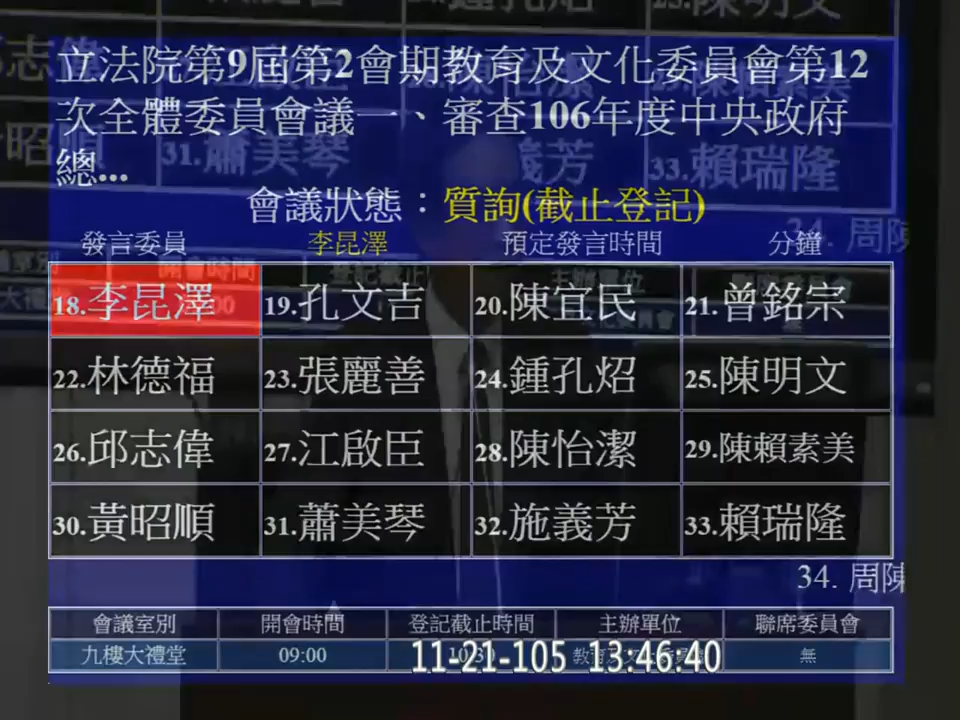 立法院第9屆第2會期教育及文化委員會第12
次全體委員會議一、審查106年度中央政府
總...
會議狀態：質詢(截止登記)
發言委員 李昆澤 預定發言時間 分鐘
18.李昆澤 19.孔文吉 20.陳宜民 21.曾銘宗
22.林德福 23.張麗善 24.鍾孔炤 25.陳明文
26.邱志偉 27.江啟臣 28.陳怡潔 29.陳賴素美
30.黃昭順 31.蕭美琴 32.施義芳 33.賴瑞隆
34. 周陳
會議室別 開會時間 登記截止時間 主辦單位 聯席委員會
九樓大禮堂 09:00 無
11-21-105 13:46:40